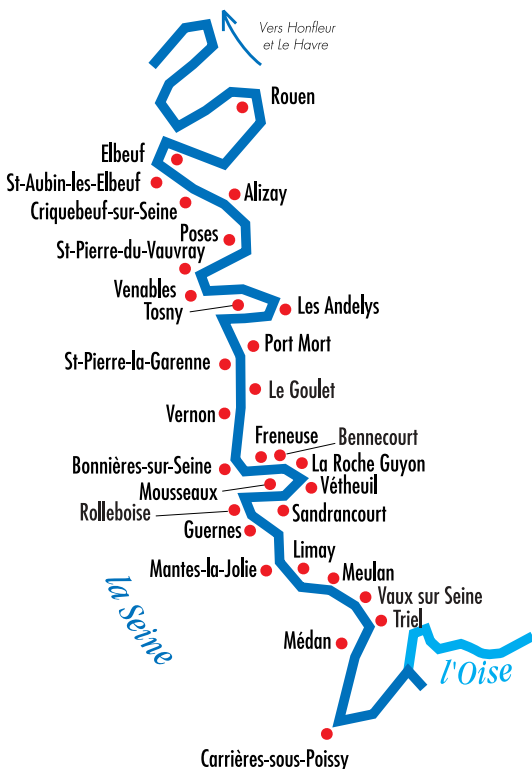 Vers Honfleur
et Le Havre
Rouen
Elbeuf
St-Aubin-les-Elbeuf
Alizay
Criquebeuf-sur-Seine
Poses
St-Pierre-du-Vauvray
Venables
Tosny
Les Andelys
Port Mort
St-Pierre-la-Garenne
Le Goulet
Vernon
Freneuse
Bennecourt
Bonnières-sur-Seine
La Roche Guyon
Mousseaux
Vétheuil
Rolleboise
Sandrancourt
Guernes
Limay
Mantes-la-Jolie
Meulan
Vaux sur Seine
la Seine
Triel
Médan
l'Oise
Carrières-sous-Poissy